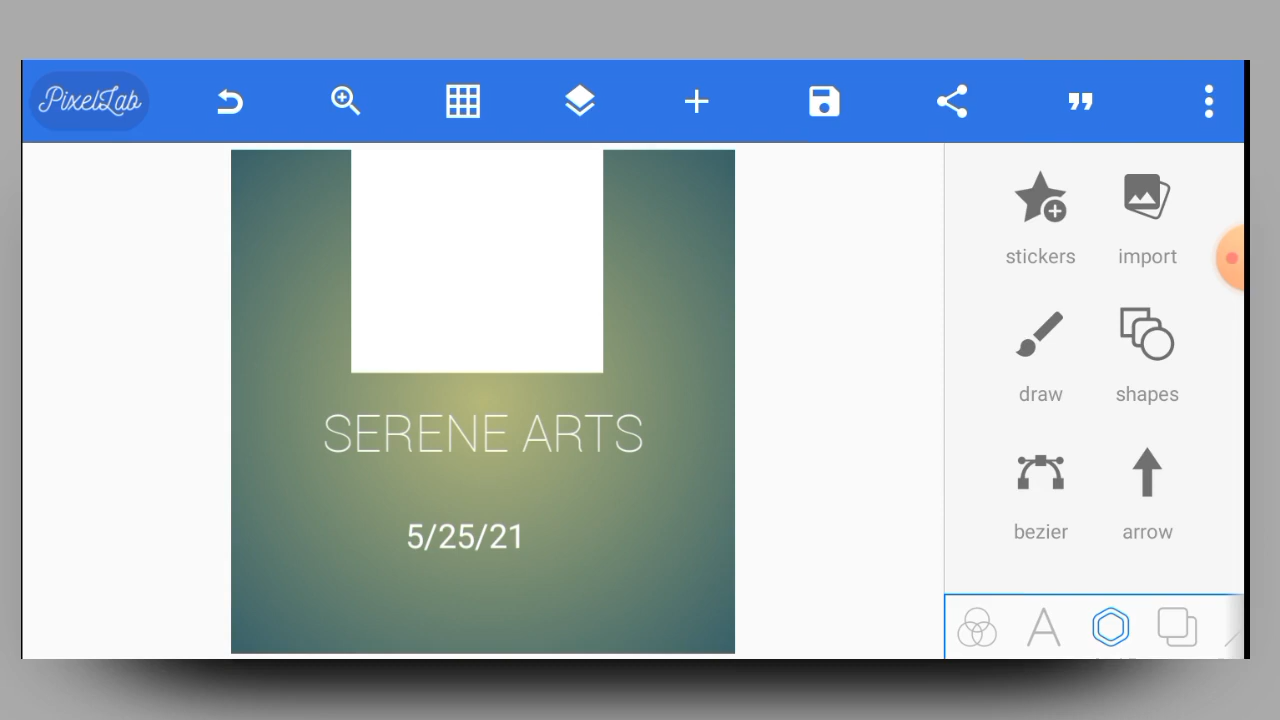 PixelLab
stickers import
SERENE ARTS
draw shapes
5/25/21
bezier arrow